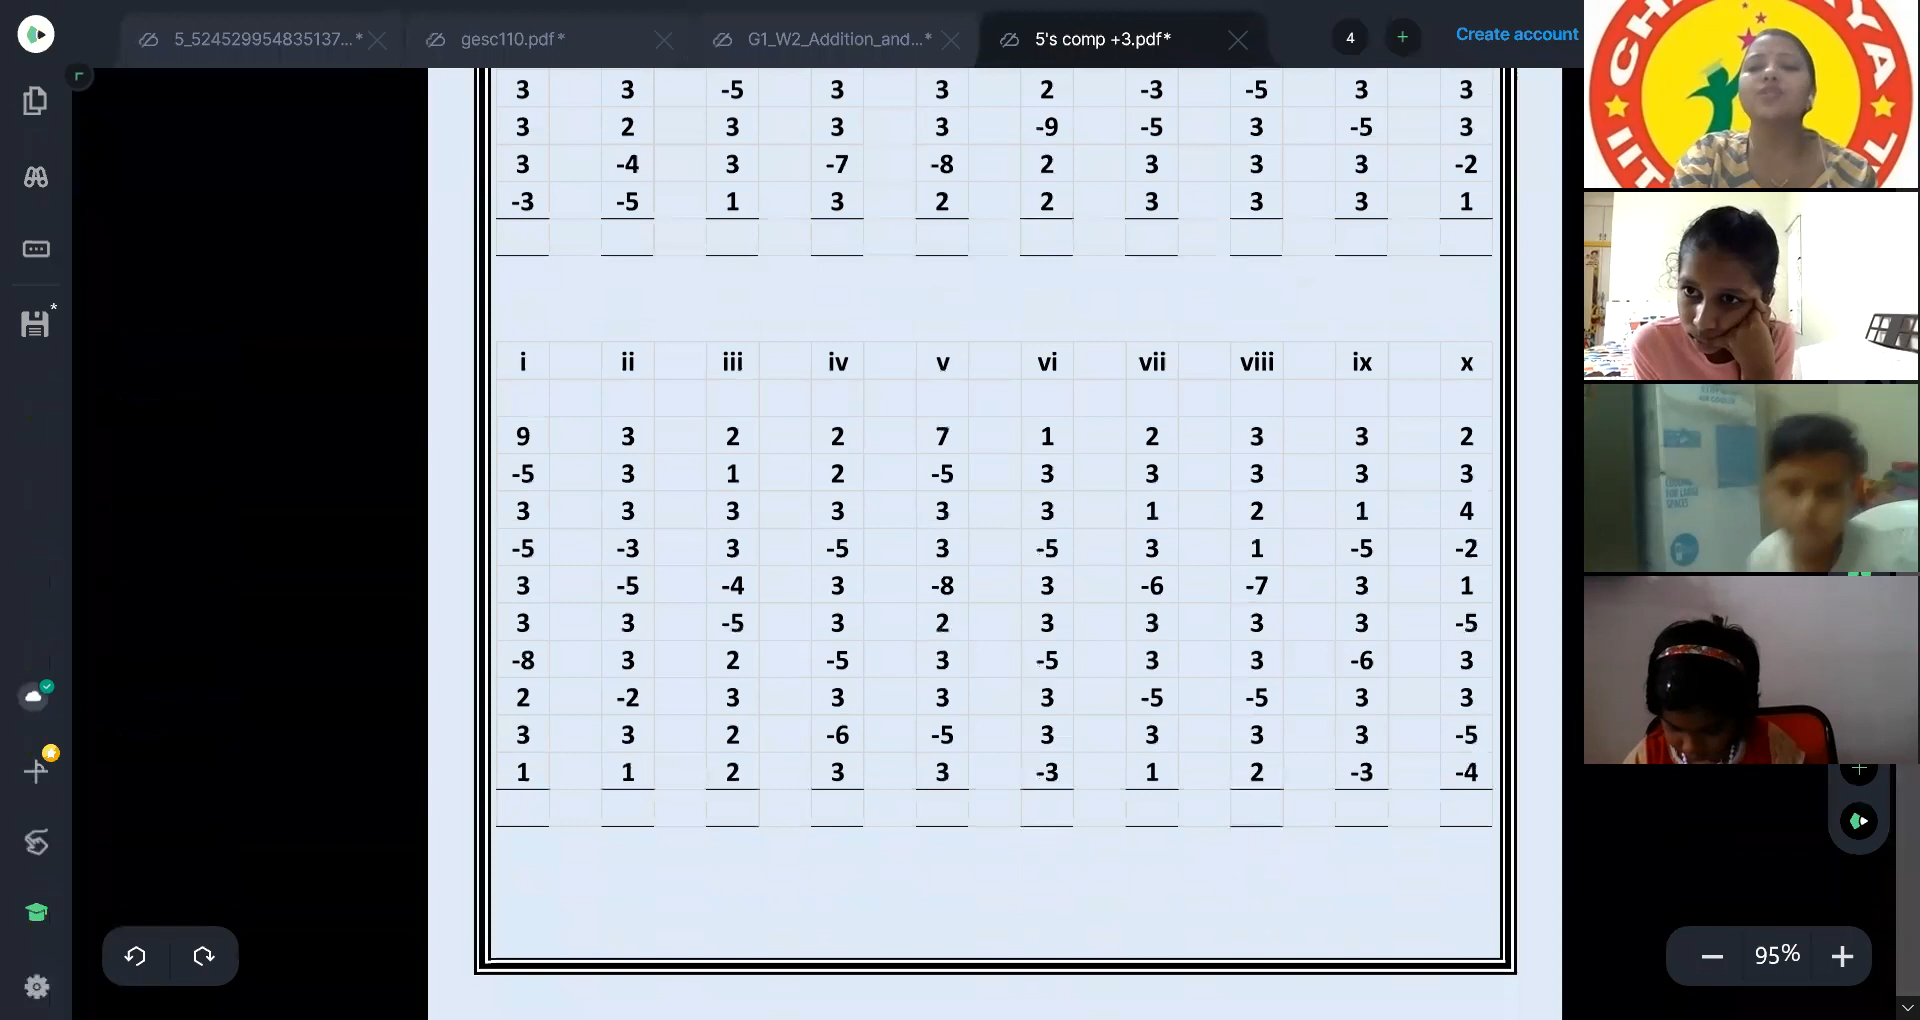 5_524529954835137...* gesc110.pdf* G1_W2_Addition_and...* 5's comp +3.pdf* 4 + Create account
3 3 -5 3 3 2 -3 -5 3 3
3 2 3 3 3 -9 -5 3 -5 3
3 -4 3 -7 -8 2 3 3 3 -2
-3 -5 1 3 2 2 3 3 3 1
i ii iii iv v vi vii viii ix x
9 3 2 2 7 1 2 3 3 2
-5 3 1 2 -5 3 3 3 3 3
3 3 3 3 3 3 1 2 1 4
-5 -3 3 -5 3 -5 3 1 -5 -2
3 -5 -4 3 -8 3 -6 -7 3 1
3 3 -5 3 2 3 3 3 3 -5
-8 3 2 -5 3 -5 3 3 -6 3
2 -2 3 3 3 3 -5 -5 3 3
3 3 2 -6 -5 3 3 3 3 -5
1 1 2 3 3 -3 1 2 -3 -4
95%